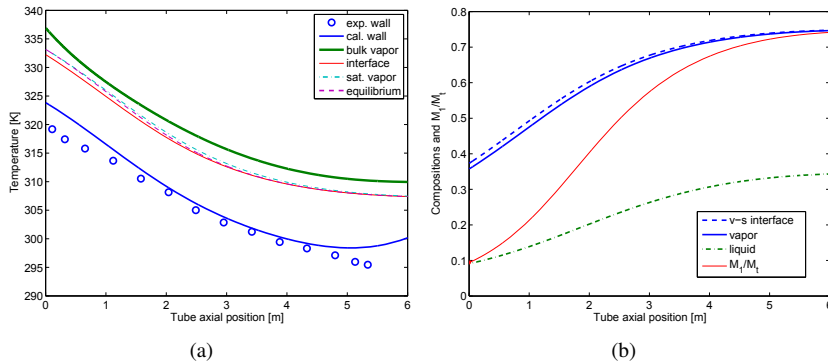 340
335
330
325
320
315
310
305
300
295
290
Temperature [K]
exp. wall
cal. wall
bulk vapor
interface
sat. vapor
equilibrium
0 1 2 3 4 5 6
Tube axial position [m]
(a)
0.8
0.7
0.6
0.5
0.4
0.3
0.2
0.1
0
Compositions and M₁/Mₜ
v-s interface
vapor
liquid
M₁/Mₜ
0 1 2 3 4 5 6
Tube axial position [m]
(b)